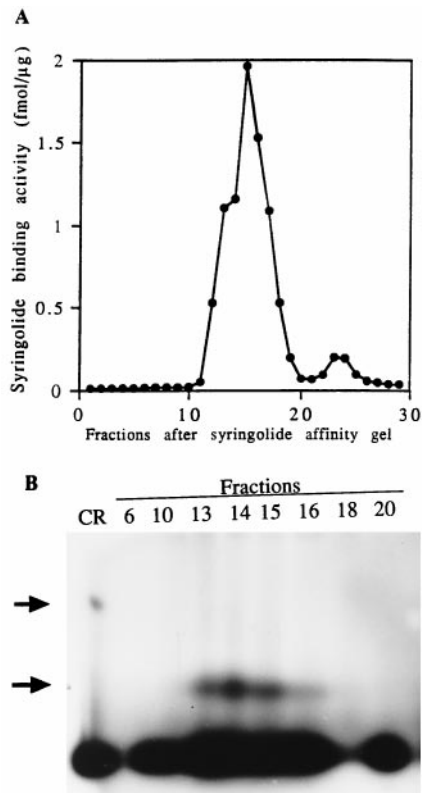 A
Syringolide binding activity (fmol/μg)
2
1.5
1
0.5
0
0 10 20 30
Fractions after syringolide affinity gel
B
Fractions
CR 6 10 13 14 15 16 18 20